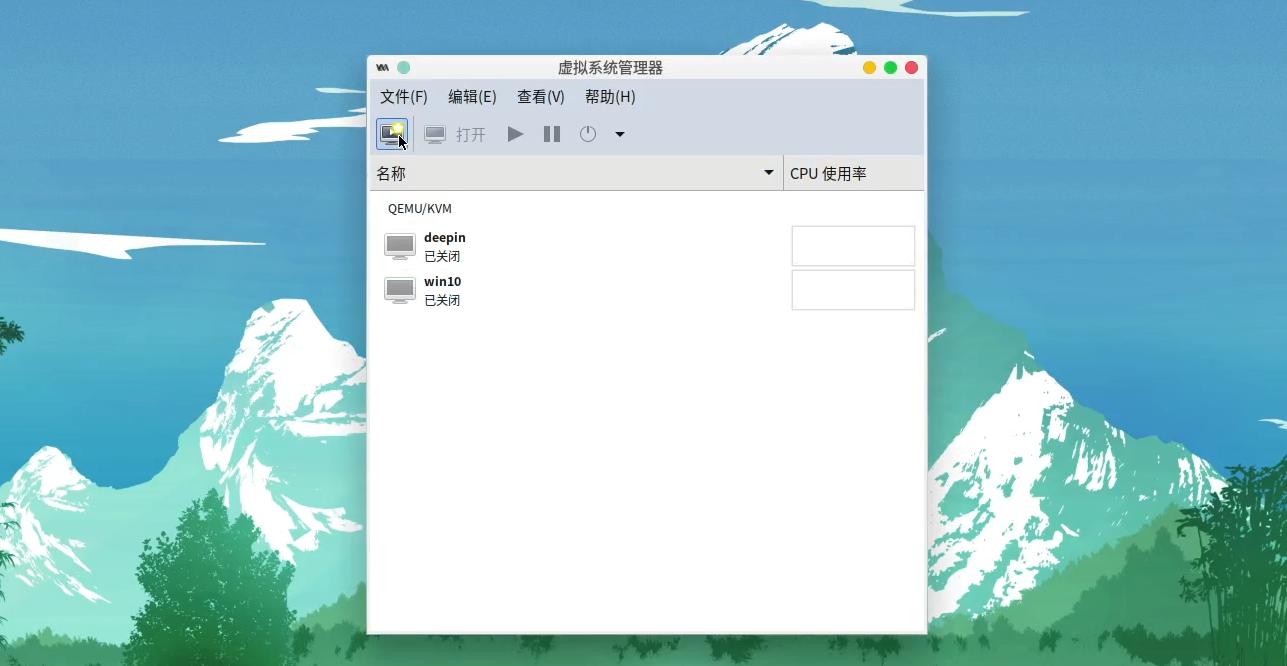 虚拟系统管理器
文件(F) 编辑(E) 查看(V) 帮助(H)
打开
名称 CPU 使用率
QEMU/KVM
deepin
已关闭
win10
已关闭